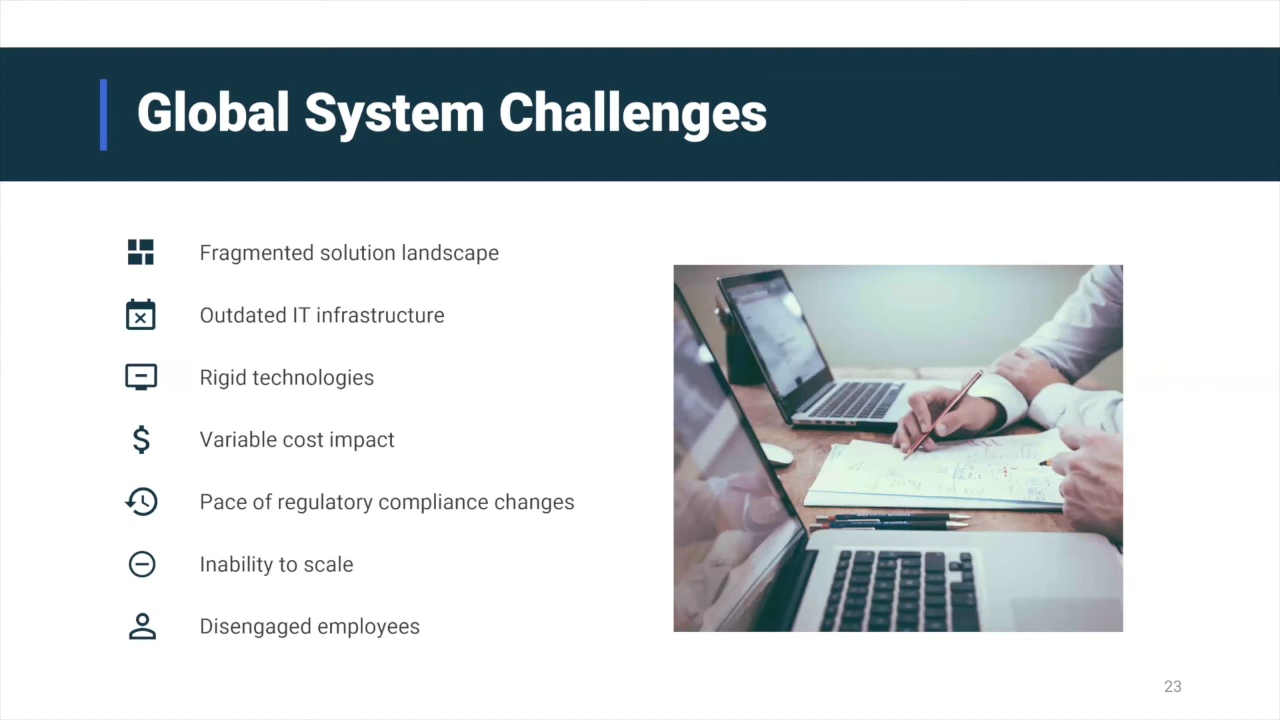 Global System Challenges
Fragmented solution landscape
Outdated IT infrastructure
Rigid technologies
Variable cost impact
Pace of regulatory compliance changes
Inability to scale
Disengaged employees
23